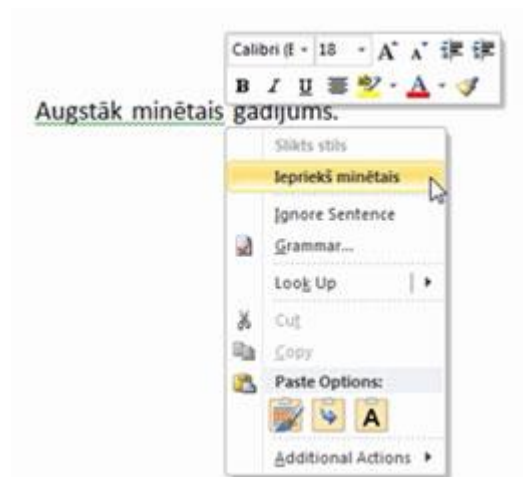 Calibri (E 18 A A
B I U A
Augstāk minētais gadījums.
Slikts stils
Iepriekš minētais
Ignore Sentence
Grammar...
Look Up
Cut
Copy
Paste Options:
A
Additional Actions